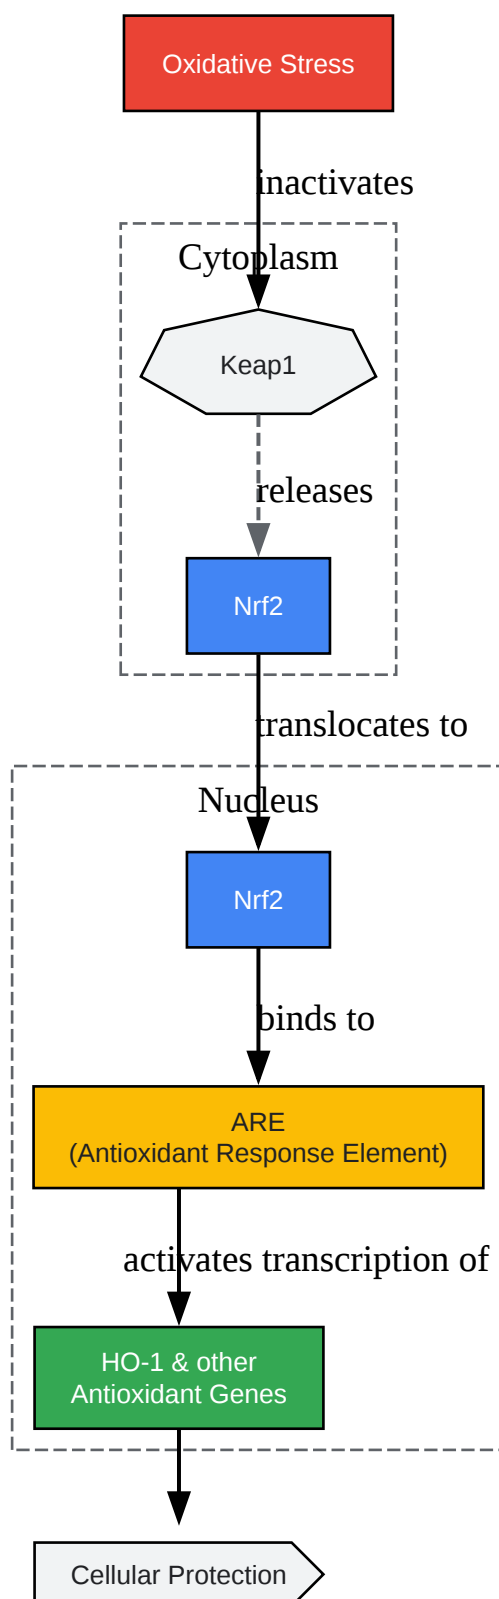 Oxidative Stress
inactivates
Cytoplasm
Keap1
releases
Nrf2
translocates to
Nucleus
Nrf2
binds to
ARE
(Antioxidant Response Element)
activates transcription of
HO-1 & other
Antioxidant Genes
Cellular Protection